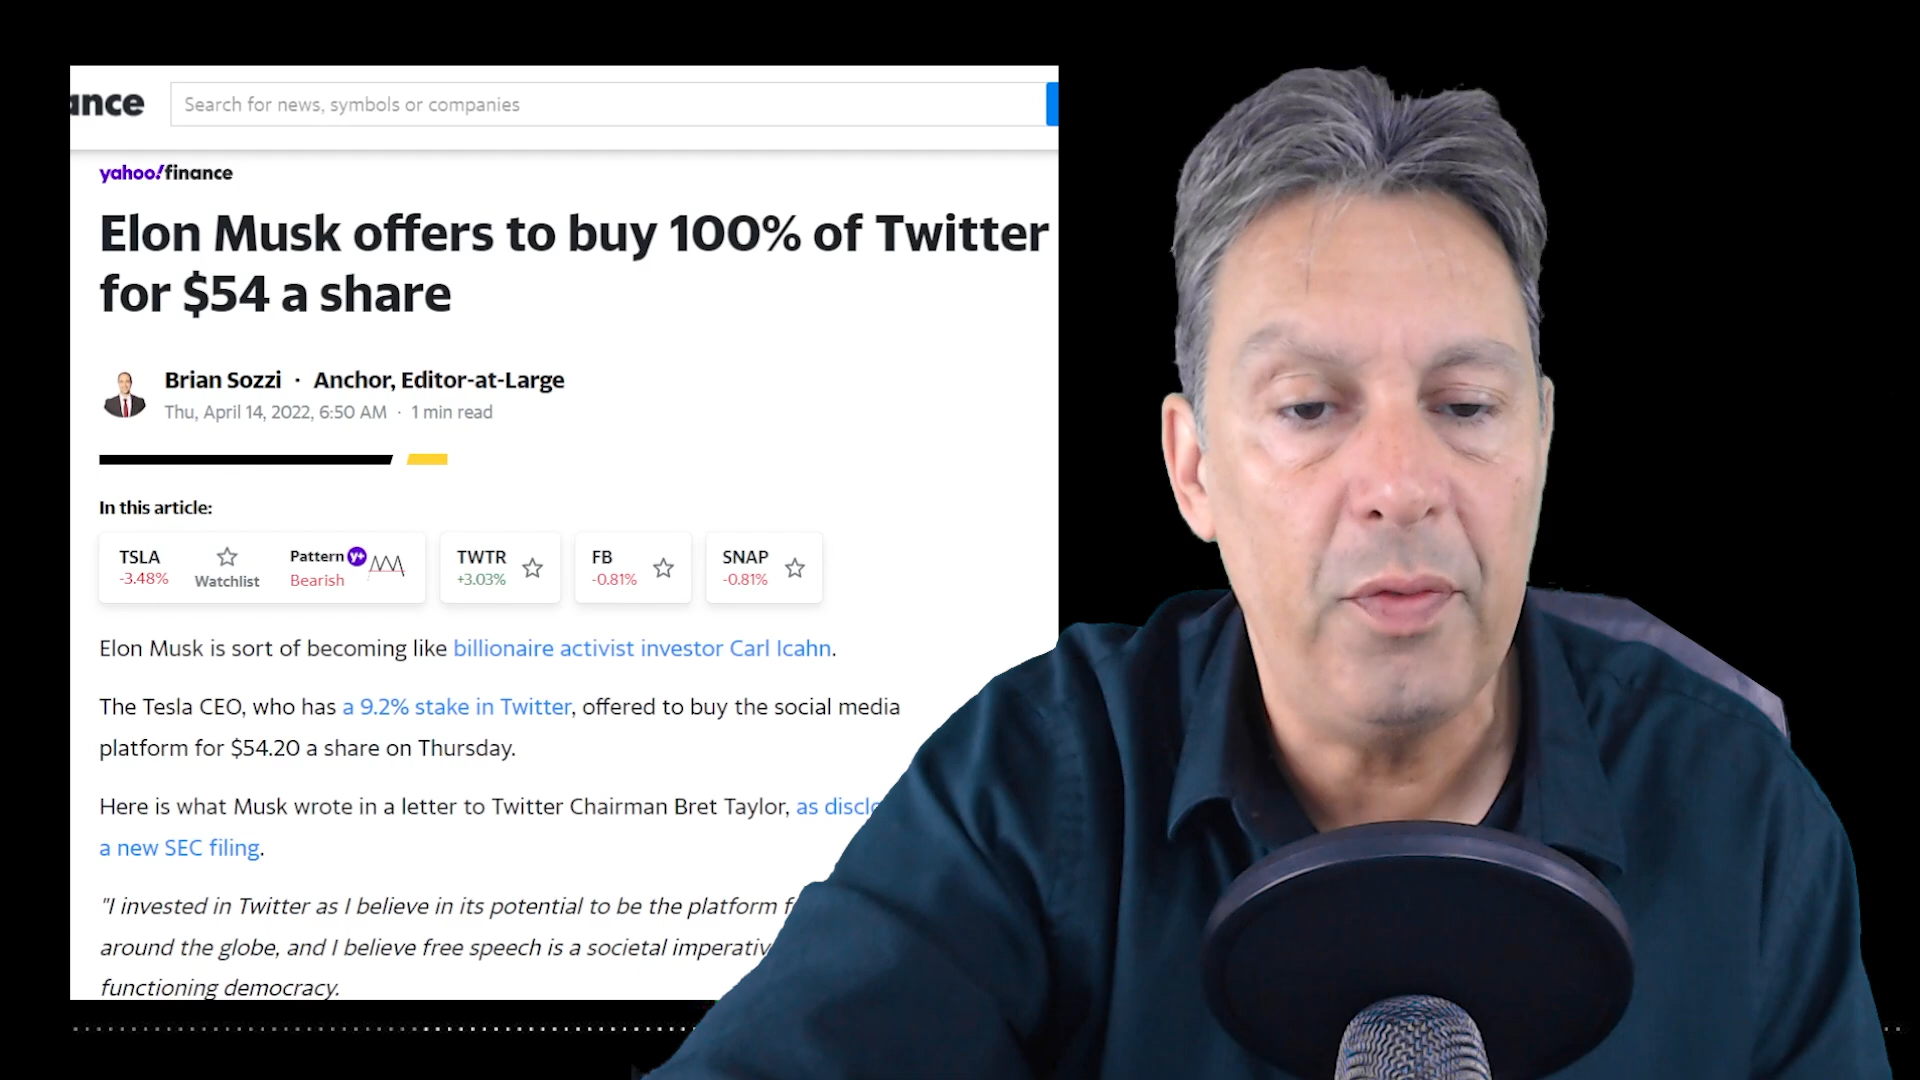 ance
Search for news, symbols or companies
yahoo!finance
Elon Musk offers to buy 100% of Twitter
for $54 a share
Brian Sozzi · Anchor, Editor-at-Large
Thu, April 14, 2022, 6:50 AM · 1 min read
In this article:
TSLA
-3.48%
Watchlist
Pattern y+
Bearish
TWTR
+3.03%
FB
-0.81%
SNAP
-0.81%
Elon Musk is sort of becoming like billionaire activist investor Carl Icahn.
The Tesla CEO, who has a 9.2% stake in Twitter, offered to buy the social media
platform for $54.20 a share on Thursday.
Here is what Musk wrote in a letter to Twitter Chairman Bret Taylor, as disclo
a new SEC filing.
"I invested in Twitter as I believe in its potential to be the platform f
around the globe, and I believe free speech is a societal imperativ
functioning democracy.